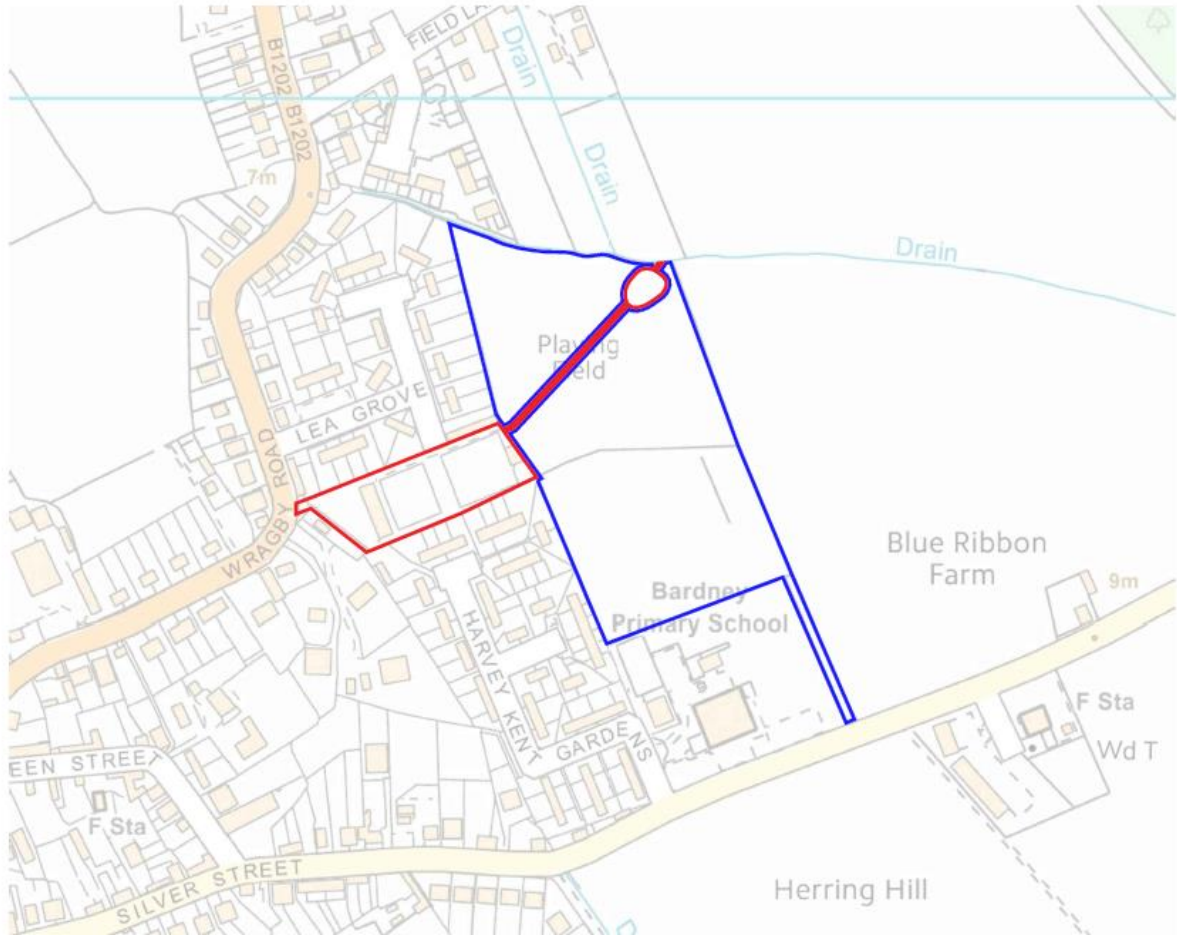 FIELD LA
Drain
B1202 B1202
Drain
7m
Drain
Playing
Field
LEA GROVE
WRAGBY ROAD
Blue Ribbon
Farm
9m
Bardney
Primary School
HARVEY KENT
GARDENS
F Sta
Wd T
EEN STREET
F Sta
Herring Hill
SILVER STREET
D